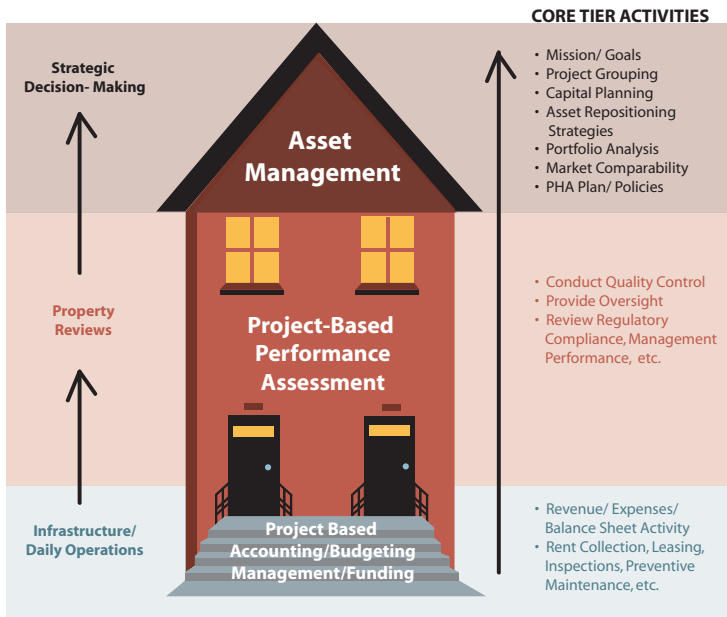 CORE TIER ACTIVITIES
Strategic
Decision- Making
Asset
Management
• Mission/ Goals
• Project Grouping
• Capital Planning
• Asset Repositioning
Strategies
• Portfolio Analysis
• Market Comparability
• PHA Plan/ Policies
Property
Reviews
Project-Based
Performance
Assessment
• Conduct Quality Control
• Provide Oversight
• Review Regulatory
Compliance, Management
Performance, etc.
Infrastructure/
Daily Operations
Project Based
Accounting/Budgeting
Management/Funding
• Revenue/ Expenses/
Balance Sheet Activity
• Rent Collection, Leasing,
Inspections, Preventive
Maintenance, etc.